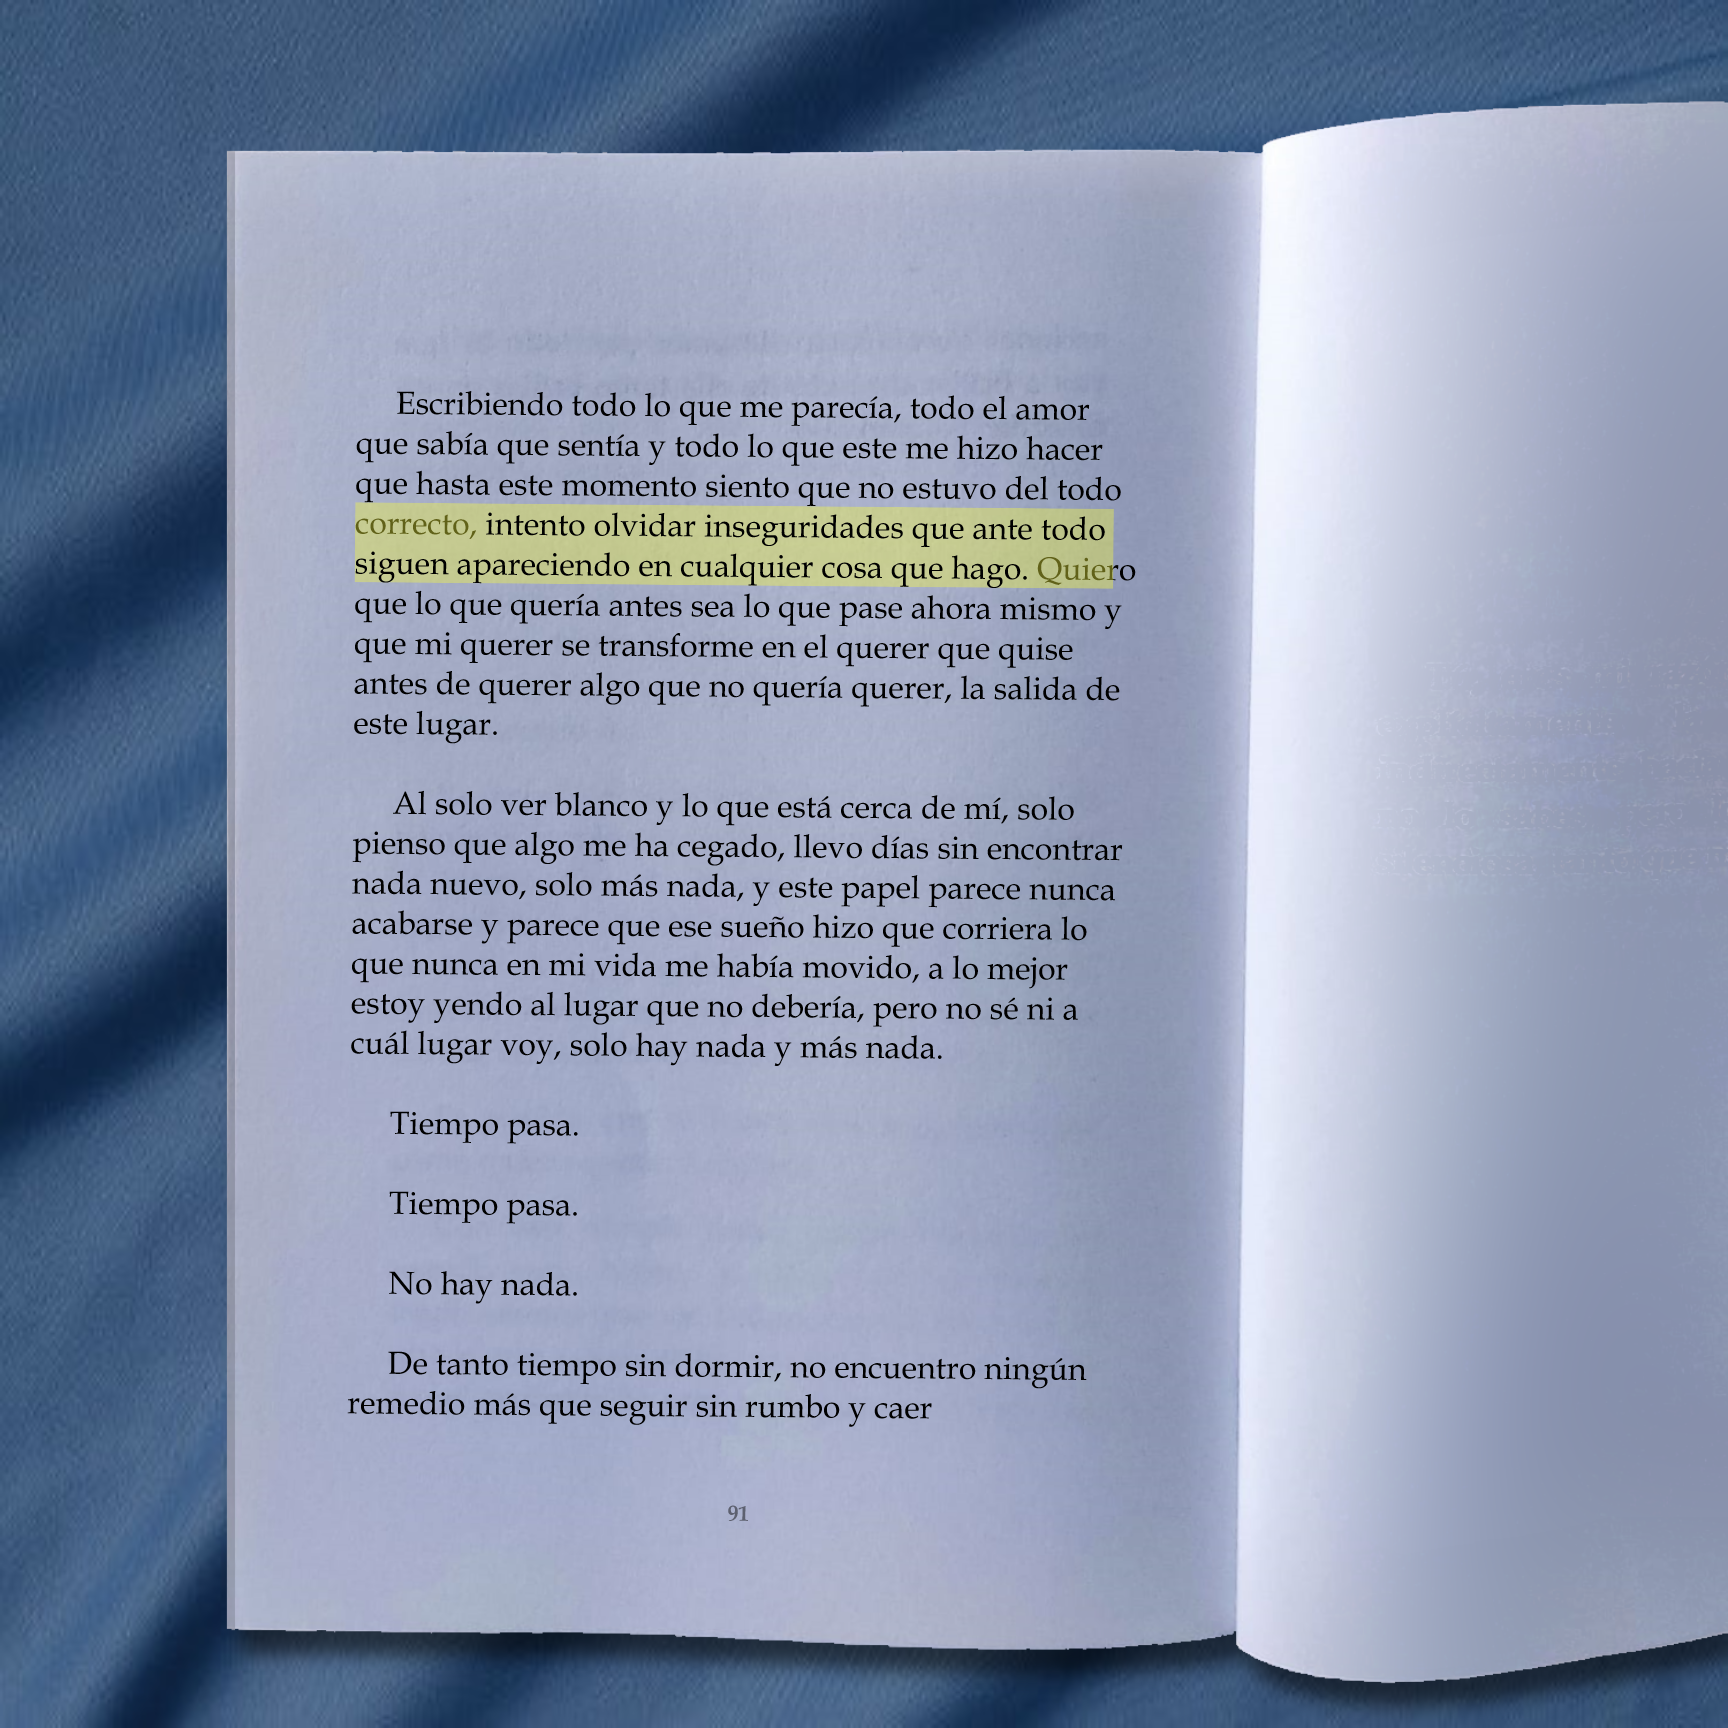 Escribiendo todo lo que me parecía, todo el amor
que sabía que sentía y todo lo que este me hizo hacer
que hasta este momento siento que no estuvo del todo
correcto, intento olvidar inseguridades que ante todo
siguen apareciendo en cualquier cosa que hago. Quiero
que lo que quería antes sea lo que pase ahora mismo y
que mi querer se transforme en el querer que quise
antes de querer algo que no quería querer, la salida de
este lugar.
Al solo ver blanco y lo que está cerca de mí, solo
pienso que algo me ha cegado, llevo días sin encontrar
nada nuevo, solo más nada, y este papel parece nunca
acabarse y parece que ese sueño hizo que corriera lo
que nunca en mi vida me había movido, a lo mejor
estoy yendo al lugar que no debería, pero no sé ni a
cuál lugar voy, solo hay nada y más nada.
Tiempo pasa.
Tiempo pasa.
No hay nada.
De tanto tiempo sin dormir, no encuentro ningún
remedio más que seguir sin rumbo y caer
91